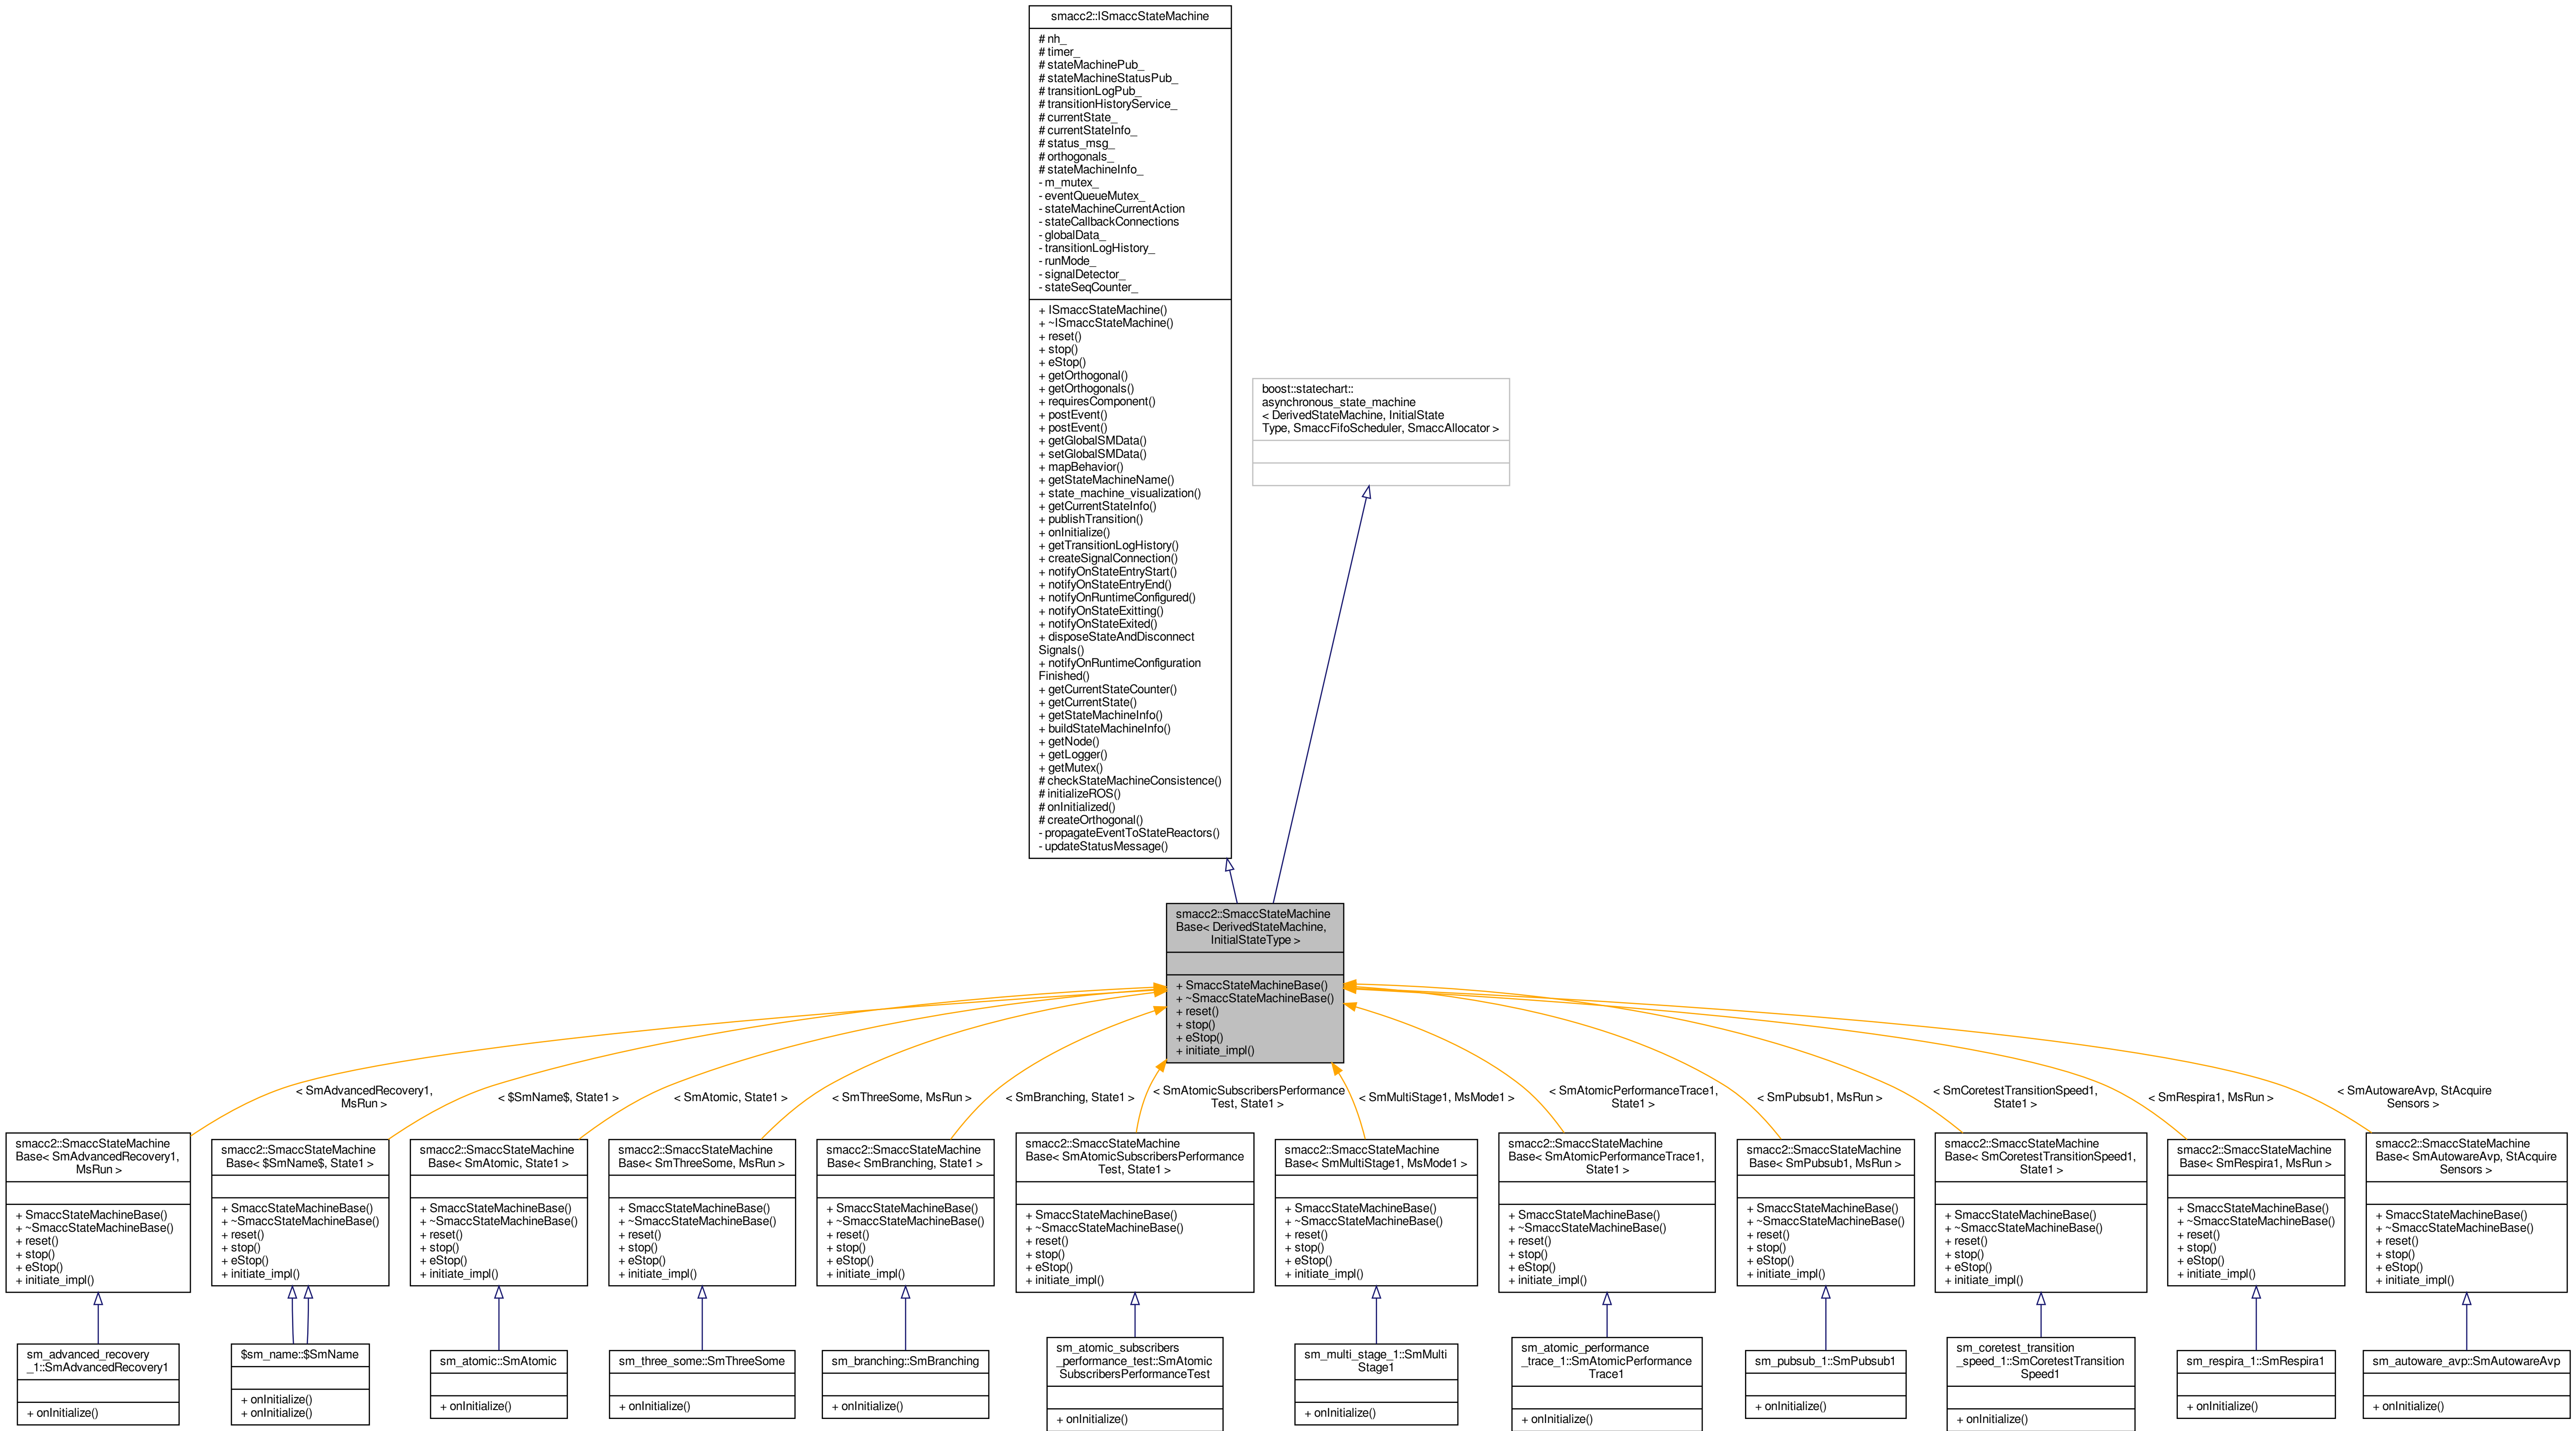 smacc2::ISmaccStateMachine
# nh_
# timer_
# stateMachinePub_
# stateMachineStatusPub_
# transitionLogPub_
# transitionHistoryService_
# currentState_
# currentStateInfo_
# status_msg_
# orthogonals_
# stateMachineInfo_
- m_mutex_
- eventQueueMutex_
- stateMachineCurrentAction
- stateCallbackConnections
- globalData_
- transitionLogHistory_
- runMode_
- signalDetector_
- stateSeqCounter_
+ ISmaccStateMachine()
+ ~ISmaccStateMachine()
+ reset()
+ stop()
+ eStop()
+ getOrthogonal()
+ getOrthogonals()
+ requiresComponent()
+ postEvent()
+ postEvent()
+ getGlobalSMData()
+ setGlobalSMData()
+ mapBehavior()
+ getStateMachineName()
+ state_machine_visualization()
+ getCurrentStateInfo()
+ publishTransition()
+ onInitialize()
+ getTransitionLogHistory()
+ createSignalConnection()
+ notifyOnStateEntryStart()
+ notifyOnStateEntryEnd()
+ notifyOnRuntimeConfigured()
+ notifyOnStateExitting()
+ notifyOnStateExited()
+ disposeStateAndDisconnect
Signals()
+ notifyOnRuntimeConfiguration
Finished()
+ getCurrentStateCounter()
+ getCurrentState()
+ getStateMachineInfo()
+ buildStateMachineInfo()
+ getNode()
+ getLogger()
+ getMutex()
# checkStateMachineConsistence()
# initializeROS()
# onInitialized()
# createOrthogonal()
- propagateEventToStateReactors()
- updateStatusMessage()
boost::statechart::
asynchronous_state_machine
< DerivedStateMachine, InitialState
Type, SmaccFifoScheduler, SmaccAllocator >
smacc2::SmaccStateMachine
Base< DerivedStateMachine,
InitialStateType >
+ SmaccStateMachineBase()
+ ~SmaccStateMachineBase()
+ reset()
+ stop()
+ eStop()
+ initiate_impl()
< SmAdvancedRecovery1,
MsRun >
< $SmName$, State1 >
< SmAtomic, State1 >
< SmThreeSome, MsRun >
< SmBranching, State1 >
< SmAtomicSubscribersPerformance
Test, State1 >
< SmMultiStage1, MsMode1 >
< SmAtomicPerformanceTrace1,
State1 >
< SmPubsub1, MsRun >
< SmCoretestTransitionSpeed1,
State1 >
< SmRespira1, MsRun >
< SmAutowareAvp, StAcquire
Sensors >
smacc2::SmaccStateMachine
Base< SmAdvancedRecovery1,
MsRun >
+ SmaccStateMachineBase()
+ ~SmaccStateMachineBase()
+ reset()
+ stop()
+ eStop()
+ initiate_impl()
smacc2::SmaccStateMachine
Base< $SmName$, State1 >
+ SmaccStateMachineBase()
+ ~SmaccStateMachineBase()
+ reset()
+ stop()
+ eStop()
+ initiate_impl()
smacc2::SmaccStateMachine
Base< SmAtomic, State1 >
+ SmaccStateMachineBase()
+ ~SmaccStateMachineBase()
+ reset()
+ stop()
+ eStop()
+ initiate_impl()
smacc2::SmaccStateMachine
Base< SmThreeSome, MsRun >
+ SmaccStateMachineBase()
+ ~SmaccStateMachineBase()
+ reset()
+ stop()
+ eStop()
+ initiate_impl()
smacc2::SmaccStateMachine
Base< SmBranching, State1 >
+ SmaccStateMachineBase()
+ ~SmaccStateMachineBase()
+ reset()
+ stop()
+ eStop()
+ initiate_impl()
smacc2::SmaccStateMachine
Base< SmAtomicSubscribersPerformance
Test, State1 >
+ SmaccStateMachineBase()
+ ~SmaccStateMachineBase()
+ reset()
+ stop()
+ eStop()
+ initiate_impl()
smacc2::SmaccStateMachine
Base< SmMultiStage1, MsMode1 >
+ SmaccStateMachineBase()
+ ~SmaccStateMachineBase()
+ reset()
+ stop()
+ eStop()
+ initiate_impl()
smacc2::SmaccStateMachine
Base< SmAtomicPerformanceTrace1,
State1 >
+ SmaccStateMachineBase()
+ ~SmaccStateMachineBase()
+ reset()
+ stop()
+ eStop()
+ initiate_impl()
smacc2::SmaccStateMachine
Base< SmPubsub1, MsRun >
+ SmaccStateMachineBase()
+ ~SmaccStateMachineBase()
+ reset()
+ stop()
+ eStop()
+ initiate_impl()
smacc2::SmaccStateMachine
Base< SmCoretestTransitionSpeed1,
State1 >
+ SmaccStateMachineBase()
+ ~SmaccStateMachineBase()
+ reset()
+ stop()
+ eStop()
+ initiate_impl()
smacc2::SmaccStateMachine
Base< SmRespira1, MsRun >
+ SmaccStateMachineBase()
+ ~SmaccStateMachineBase()
+ reset()
+ stop()
+ eStop()
+ initiate_impl()
smacc2::SmaccStateMachine
Base< SmAutowareAvp, StAcquire
Sensors >
+ SmaccStateMachineBase()
+ ~SmaccStateMachineBase()
+ reset()
+ stop()
+ eStop()
+ initiate_impl()
sm_advanced_recovery
_1::SmAdvancedRecovery1
+ onInitialize()
$sm_name::$SmName
+ onInitialize()
+ onInitialize()
sm_atomic::SmAtomic
+ onInitialize()
sm_three_some::SmThreeSome
+ onInitialize()
sm_branching::SmBranching
+ onInitialize()
sm_atomic_subscribers
_performance_test::SmAtomic
SubscribersPerformanceTest
+ onInitialize()
sm_multi_stage_1::SmMulti
Stage1
+ onInitialize()
sm_atomic_performance
_trace_1::SmAtomicPerformance
Trace1
+ onInitialize()
sm_pubsub_1::SmPubsub1
+ onInitialize()
sm_coretest_transition
_speed_1::SmCoretestTransition
Speed1
+ onInitialize()
sm_respira_1::SmRespira1
+ onInitialize()
sm_autoware_avp::SmAutowareAvp
+ onInitialize()